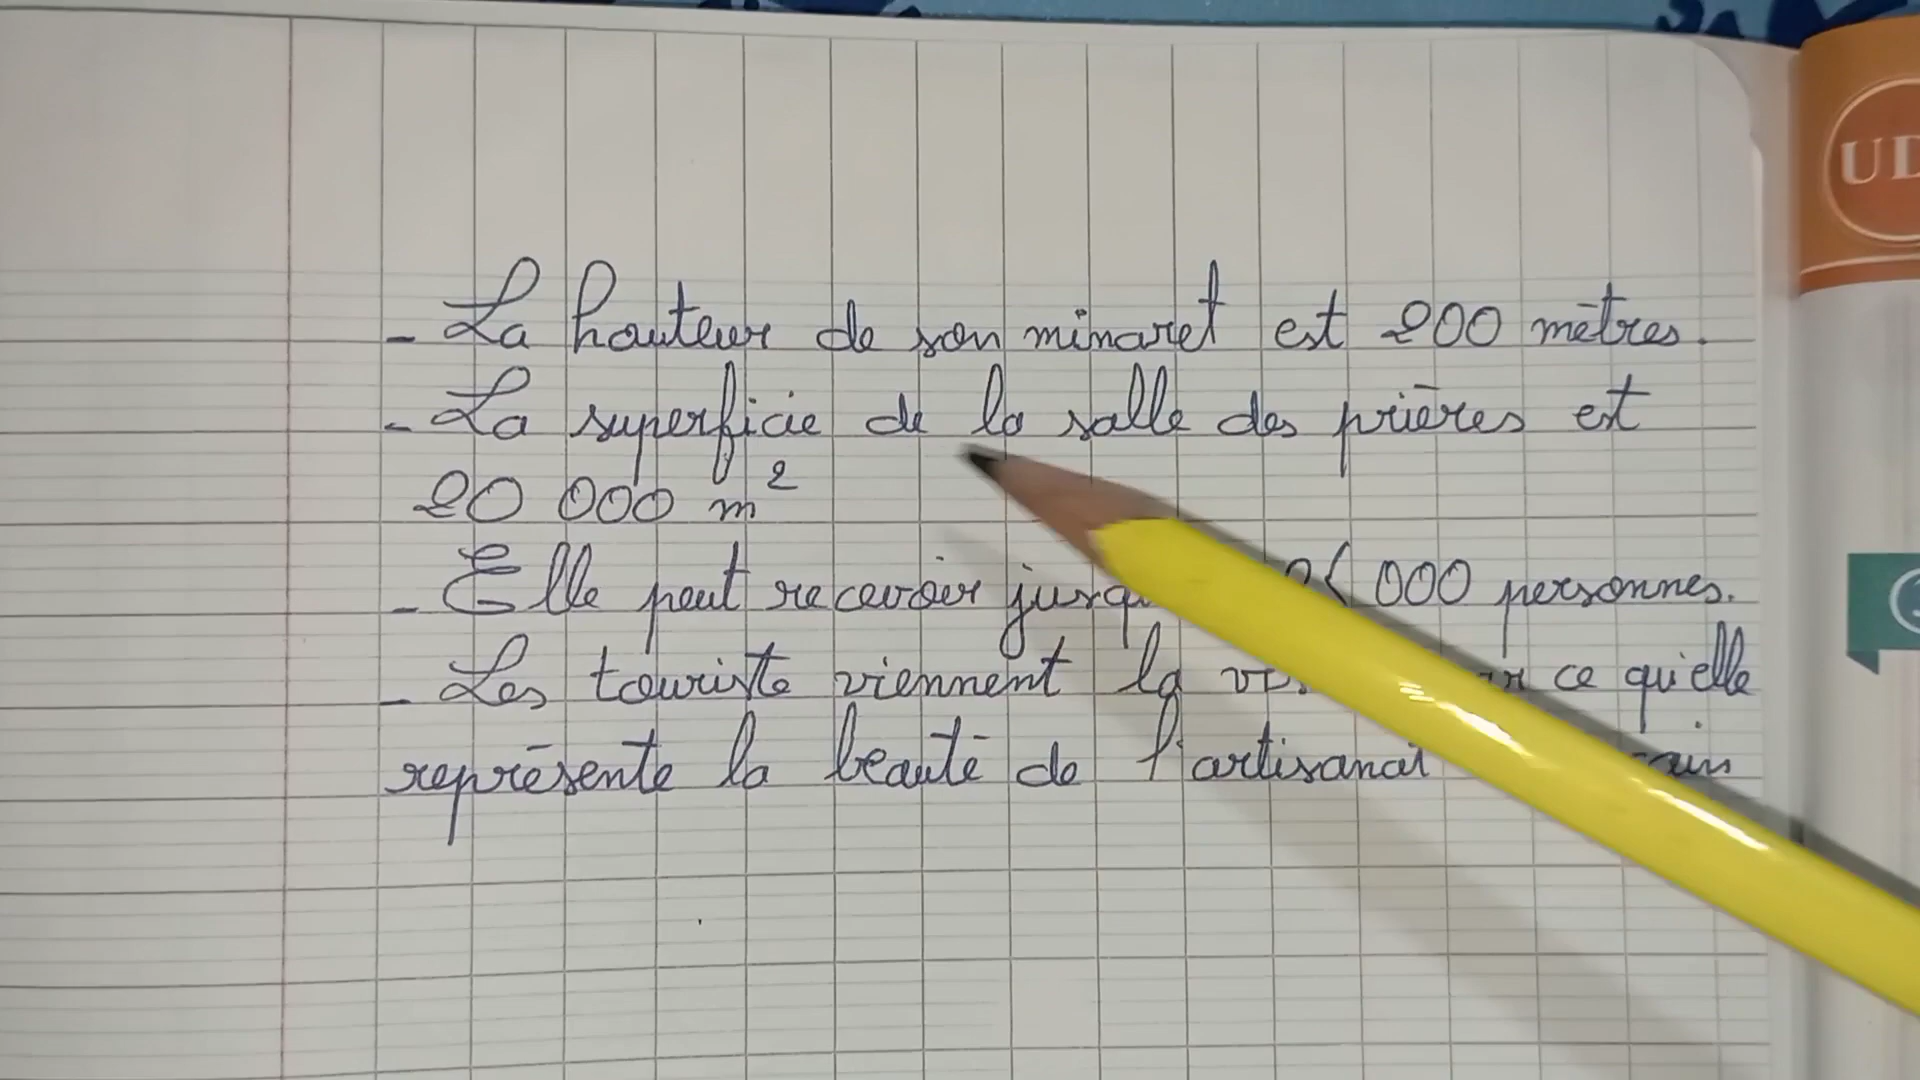 - La hauteur de son minaret est 200 mètres.
- La superficie de la salle des prières est
20 000 m²
- Elle peut recevoir 000 personnes.
- Les touriste viennent la ce qu'elle
représente la beauté de l'artisanat
UD